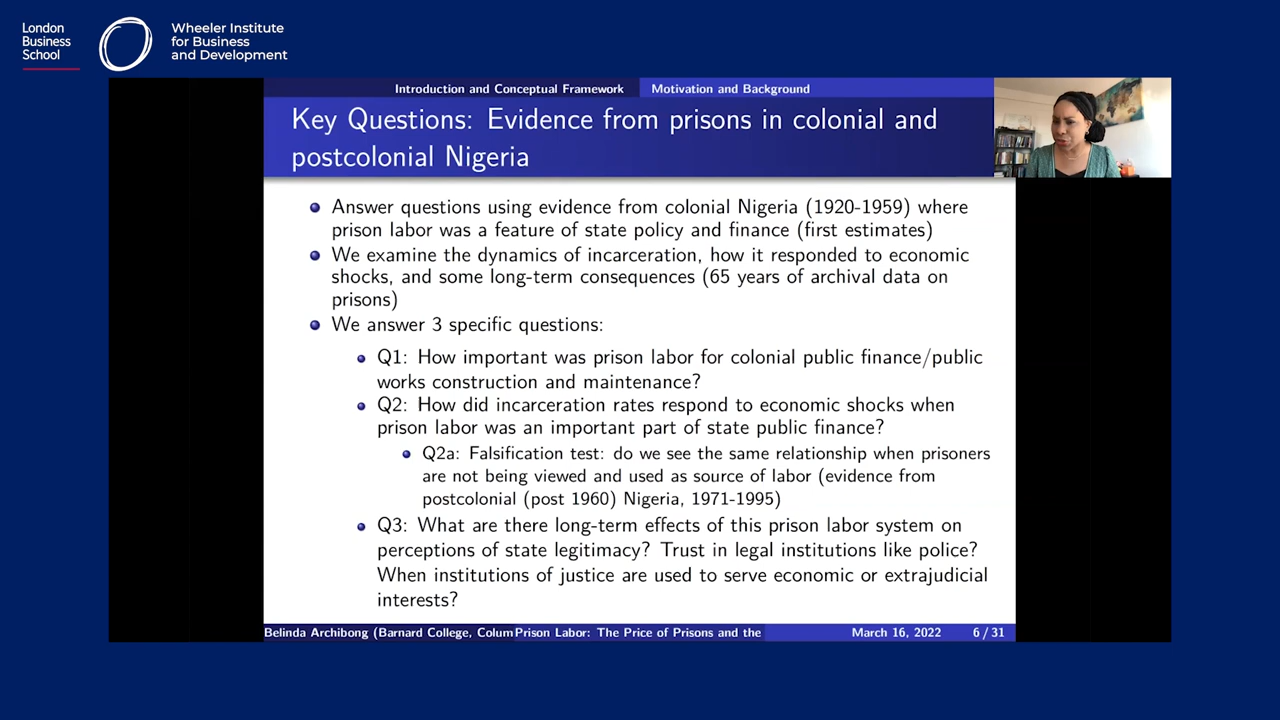 London
Business
School
Wheeler Institute
for Business
and Development
Introduction and Conceptual Framework
Motivation and Background
Key Questions: Evidence from prisons in colonial and
postcolonial Nigeria
Answer questions using evidence from colonial Nigeria (1920-1959) where
prison labor was a feature of state policy and finance (first estimates)
We examine the dynamics of incarceration, how it responded to economic
shocks, and some long-term consequences (65 years of archival data on
prisons)
We answer 3 specific questions:
Q1: How important was prison labor for colonial public finance/public
works construction and maintenance?
Q2: How did incarceration rates respond to economic shocks when
prison labor was an important part of state public finance?
Q2a: Falsification test: do we see the same relationship when prisoners
are not being viewed and used as source of labor (evidence from
postcolonial (post 1960) Nigeria, 1971-1995)
Q3: What are there long-term effects of this prison labor system on
perceptions of state legitimacy? Trust in legal institutions like police?
When institutions of justice are used to serve economic or extrajudicial
interests?
Belinda Archibong (Barnard College, Colum Prison Labor: The Price of Prisons and the March 16, 2022 6 / 31